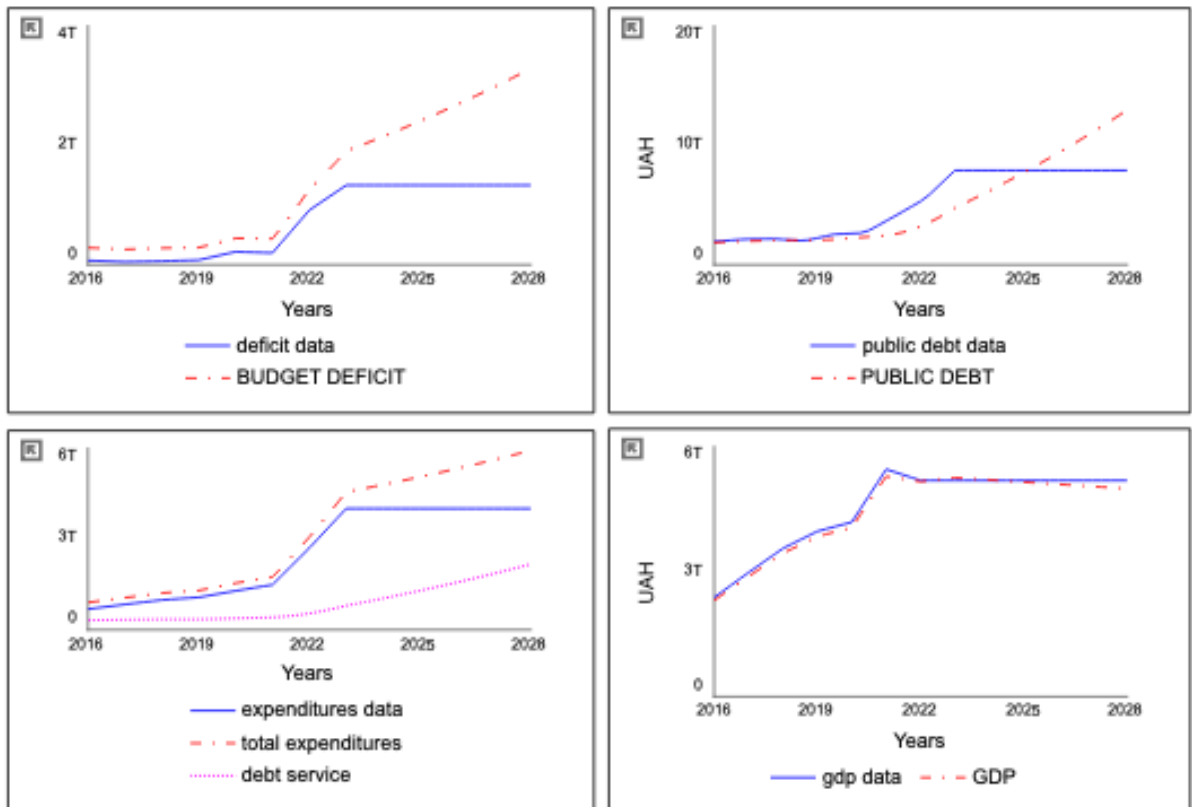 4T
2T
0
2016 2019 2022 2025 2028
Years
deficit data
BUDGET DEFICIT
20T
10T
0
UAH
2016 2019 2022 2025 2028
Years
public debt data
PUBLIC DEBT
6T
3T
0
2016 2019 2022 2025 2028
Years
expenditures data
total expenditures
debt service
6T
3T
0
UAH
2016 2019 2022 2025 2028
Years
gdp data GDP